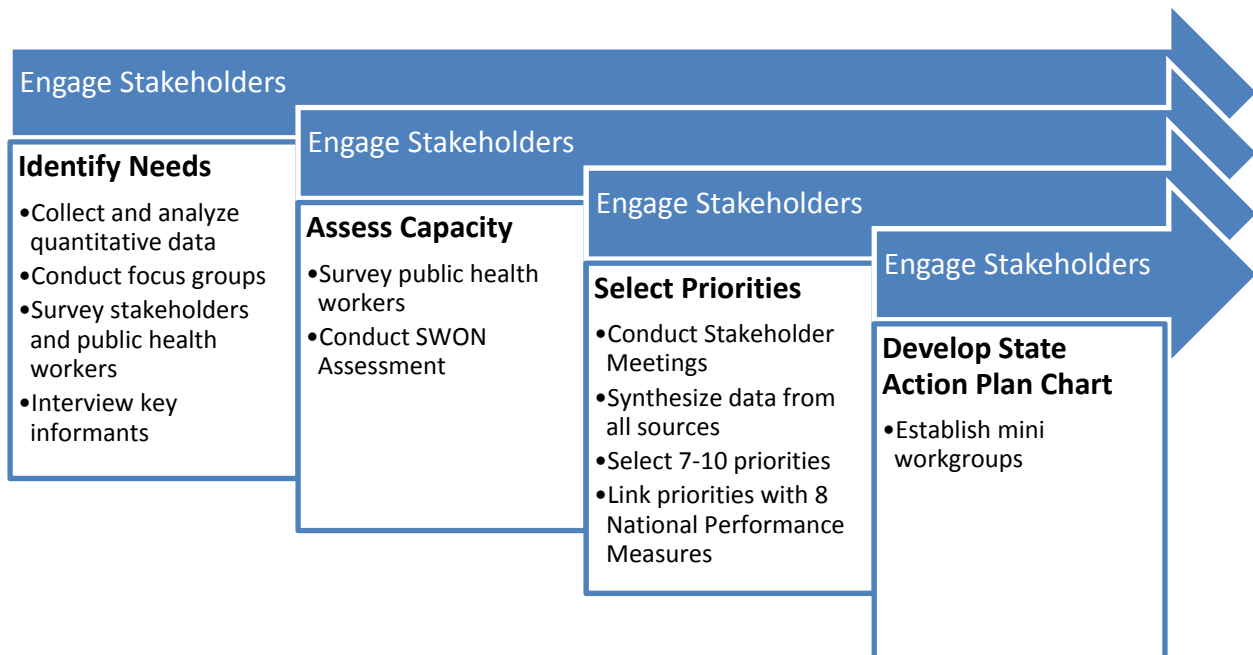 Engage Stakeholders
Identify Needs
•Collect and analyze
quantitative data
•Conduct focus groups
•Survey stakeholders
and public health
workers
•Interview key
informants
Engage Stakeholders
Assess Capacity
•Survey public health
workers
•Conduct SWON
Assessment
Engage Stakeholders
Select Priorities
•Conduct Stakeholder
Meetings
•Synthesize data from
all sources
•Select 7-10 priorities
•Link priorities with 8
National Performance
Measures
Engage Stakeholders
Develop State
Action Plan Chart
•Establish mini
workgroups